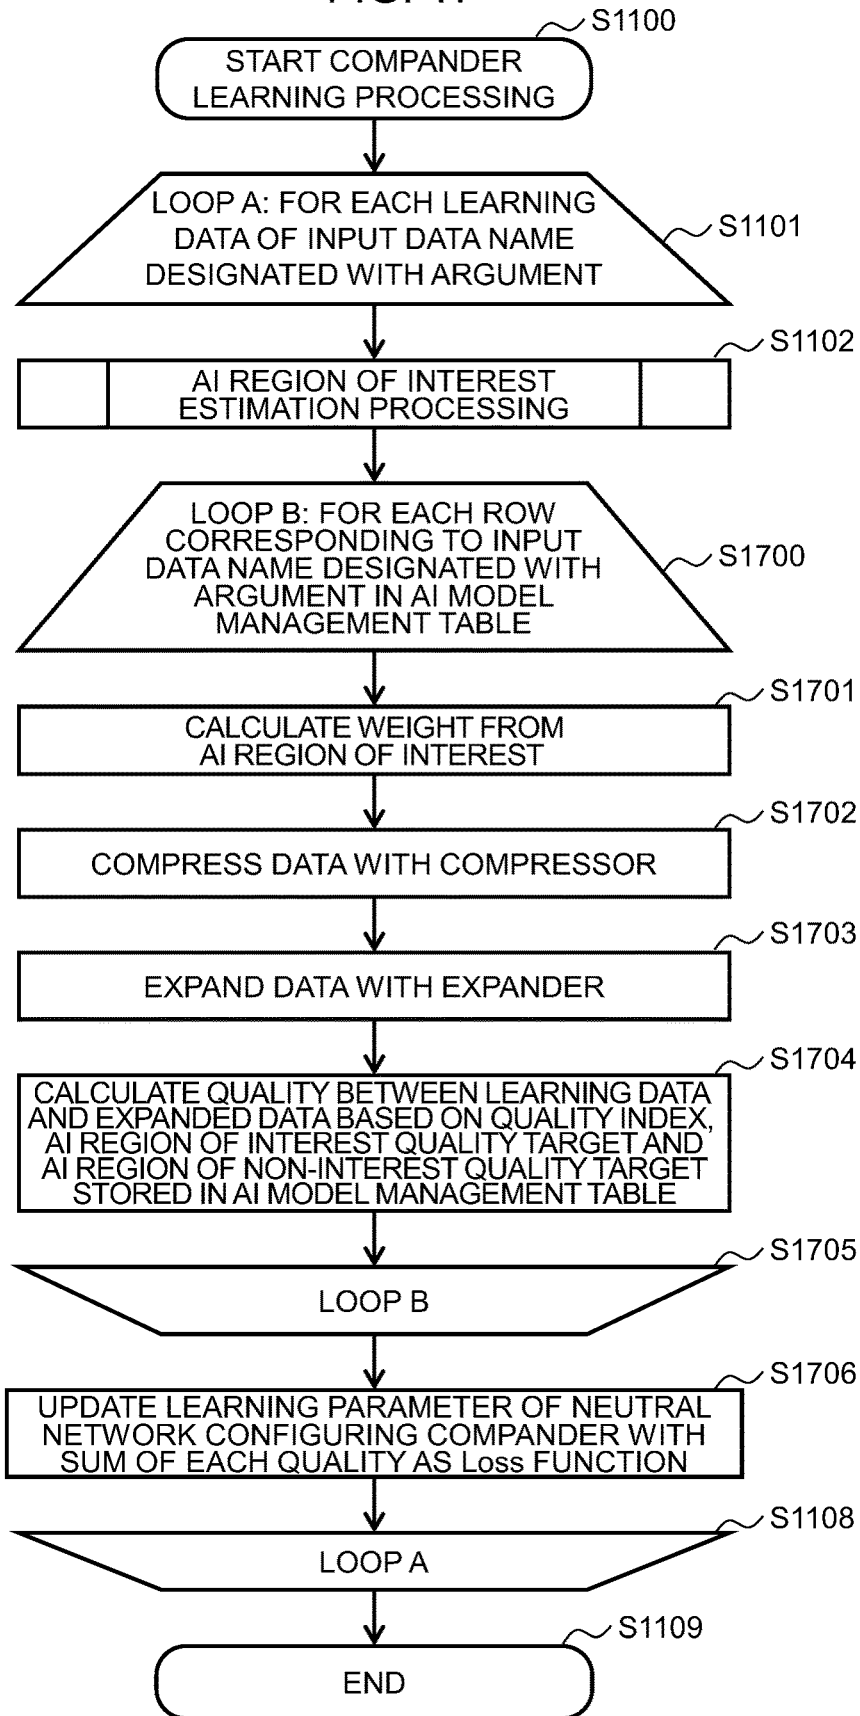 S1100
START COMPANDER
LEARNING PROCESSING
LOOP A: FOR EACH LEARNING
DATA OF INPUT DATA NAME
DESIGNATED WITH ARGUMENT
S1101
S1102
AI REGION OF INTEREST
ESTIMATION PROCESSING
LOOP B: FOR EACH ROW
CORRESPONDING TO INPUT
DATA NAME DESIGNATED WITH
ARGUMENT IN AI MODEL
MANAGEMENT TABLE
S1700
S1701
CALCULATE WEIGHT FROM
AI REGION OF INTEREST
S1702
COMPRESS DATA WITH COMPRESSOR
S1703
EXPAND DATA WITH EXPANDER
S1704
CALCULATE QUALITY BETWEEN LEARNING DATA
AND EXPANDED DATA BASED ON QUALITY INDEX,
AI REGION OF INTEREST QUALITY TARGET AND
AI REGION OF NON-INTEREST QUALITY TARGET
STORED IN AI MODEL MANAGEMENT TABLE
S1705
LOOP B
S1706
UPDATE LEARNING PARAMETER OF NEUTRAL
NETWORK CONFIGURING COMPANDER WITH
SUM OF EACH QUALITY AS Loss FUNCTION
S1108
LOOP A
S1109
END